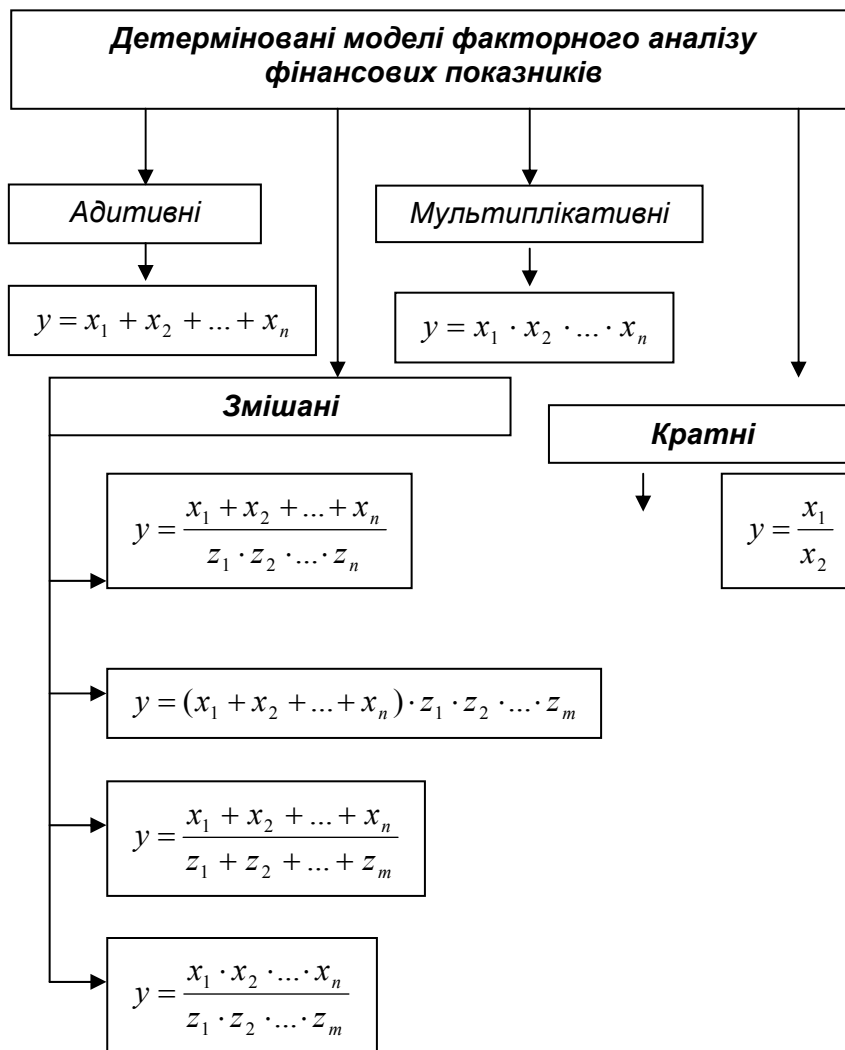 Детерміновані моделі факторного аналізу
фінансових показників
Адитивні
Мультиплікативні
y = x₁ + x₂ + ... + xₙ
y = x₁ · x₂ · ... · xₙ
Змішані
Кратні
y = (x₁ + x₂ + ... + xₙ) / (z₁ · z₂ · ... · zₙ)
y = x₁ / x₂
y = (x₁ + x₂ + ... + xₙ) · z₁ · z₂ · ... · zₘ
y = (x₁ + x₂ + ... + xₙ) / (z₁ + z₂ + ... + zₘ)
y = (x₁ · x₂ · ... · xₙ) / (z₁ · z₂ · ... · zₘ)